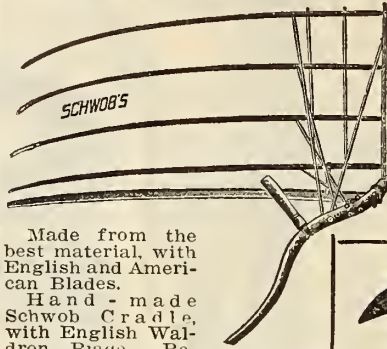 SCHWOB'S
Made from the
best material, with
English and Ameri-
can Blades.
Hand - made
Schwob Cradle,
with English Wal-